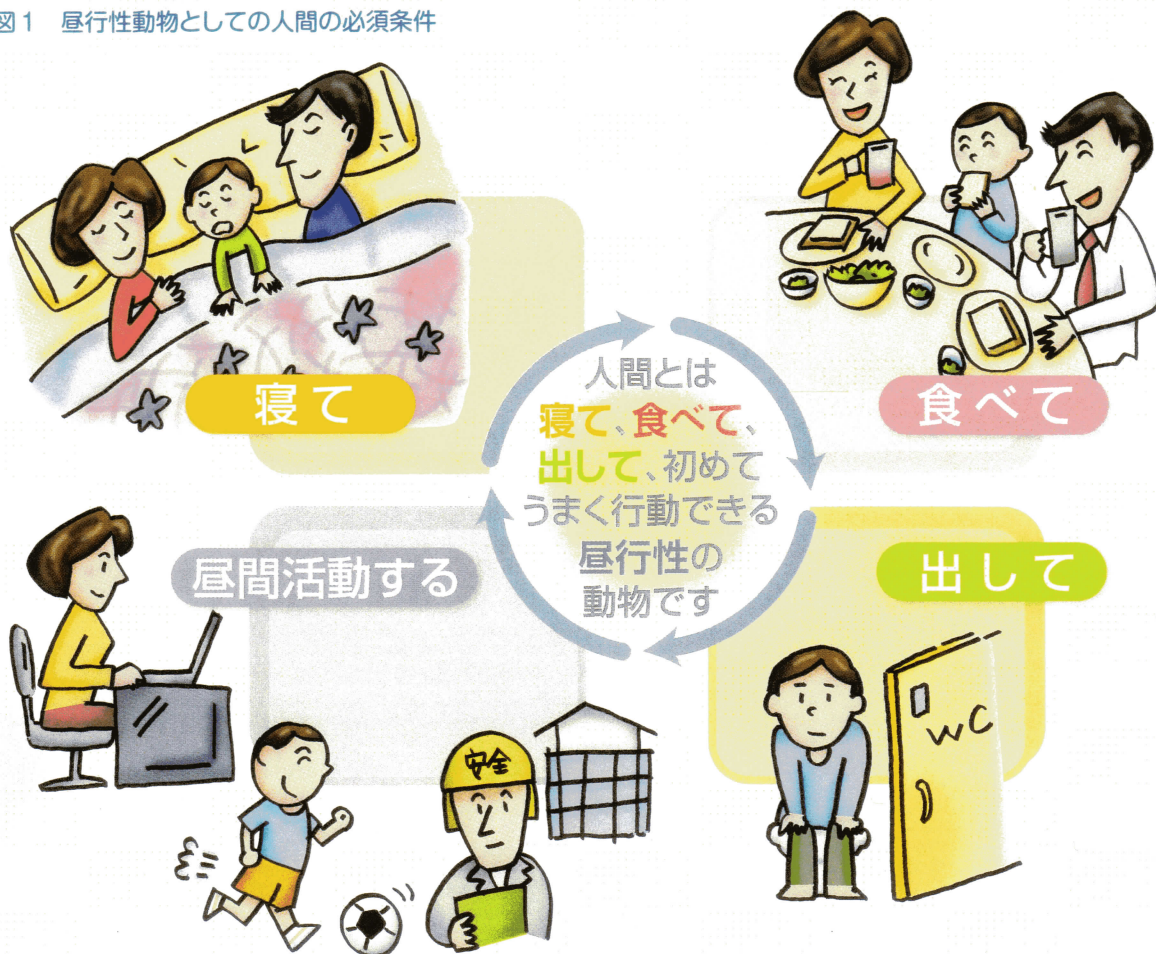 図1 昼行性動物としての人間の必須条件
寝て
食べて
人間とは
寝て、食べて、
出して、初めて
うまく行動できる
昼行性の
動物です
昼間活動する
出して
WC
安全